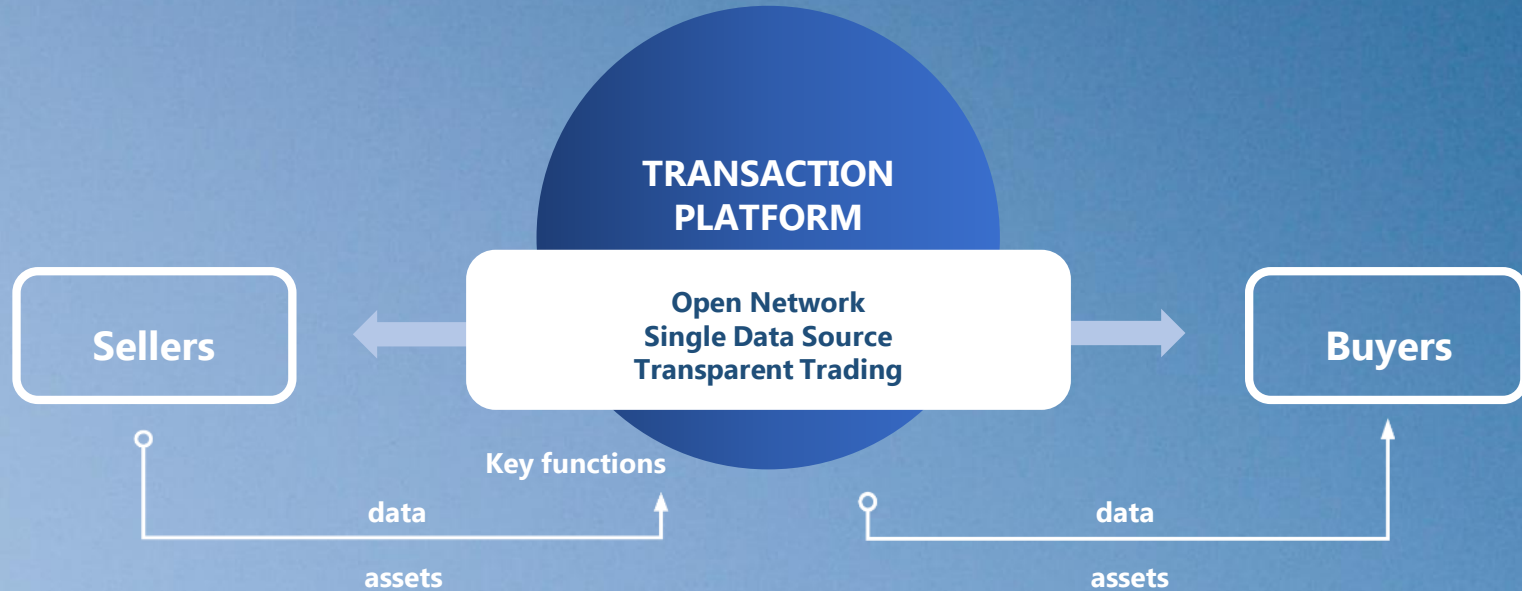 TRANSACTION
PLATFORM
Open Network
Single Data Source
Transparent Trading
Sellers
Buyers
Key functions
data
data
assets
assets